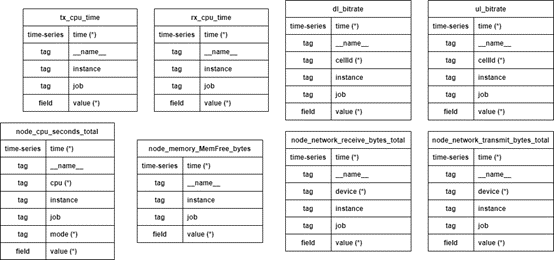 tx_cpu_time
time-series time (*)
tag __name__
tag instance
tag job
field value (*)
rx_cpu_time
time-series time (*)
tag __name__
tag instance
tag job
field value (*)
dl_bitrate
time-series time (*)
tag __name__
tag cellId (*)
tag instance
tag job
field value (*)
ul_bitrate
time-series time (*)
tag __name__
tag cellId (*)
tag instance
tag job
field value (*)
node_cpu_seconds_total
time-series time (*)
tag __name__
tag cpu (*)
tag instance
tag job
tag mode (*)
field value (*)
node_memory_MemFree_bytes
time-series time (*)
tag __name__
tag instance
tag job
field value (*)
node_network_receive_bytes_total
time-series time (*)
tag __name__
tag device (*)
tag instance
tag job
field value (*)
node_network_transmit_bytes_total
time-series time (*)
tag __name__
tag device (*)
tag instance
tag job
field value (*)